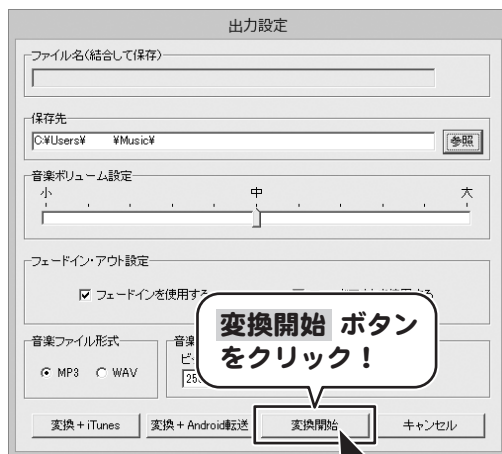 出力設定
ファイル名(結合して保存)
保存先
C:¥Users¥ ¥Music¥
参照
音楽ボリューム設定
小 中 大
フェードイン・アウト設定
フェードインを使用する
変換開始 ボタン
をクリック！
音楽ファイル形式 音楽
MP3 WAV
変換+iTunes 変換+Android転送 変換開始 キャンセル